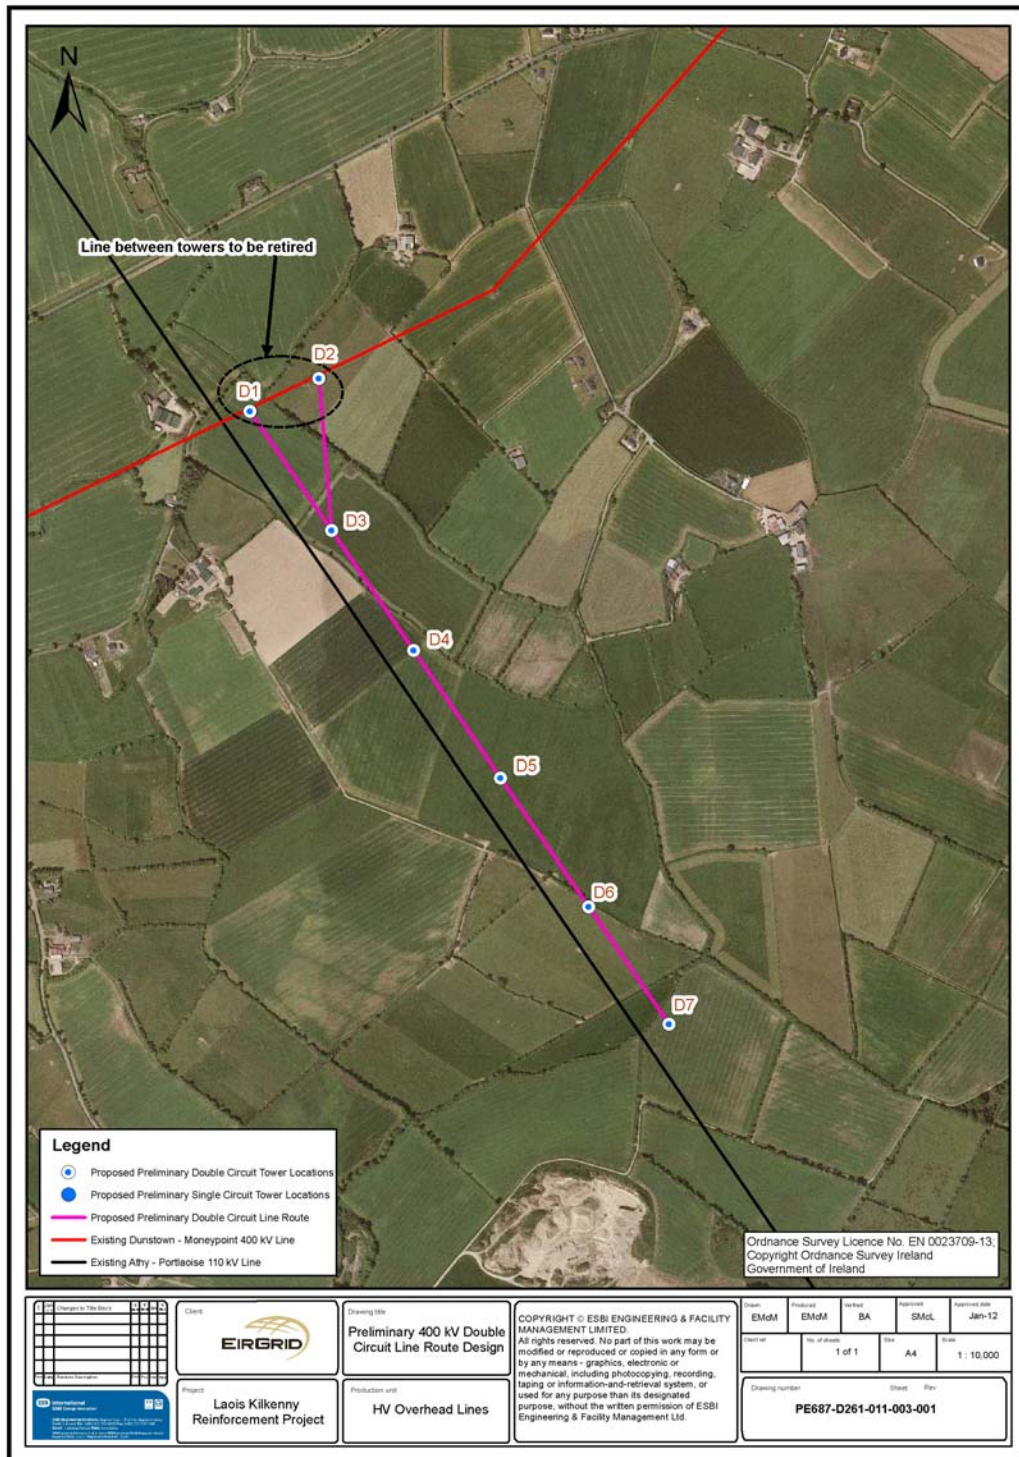 N
Line between towers to be retired
D2
D1
D3
D4
D5
D6
D7
Legend
Proposed Preliminary Double Circuit Tower Locations
Proposed Preliminary Single Circuit Tower Locations
Proposed Preliminary Double Circuit Line Route
Existing Dunstown - Moneypoint 400 kV Line
Existing Athy - Portlaoise 110 kV Line
Ordnance Survey Licence No. EN 0023709-13;
Copyright Ordnance Survey Ireland
Government of Ireland
Changes to Title Block
Client
EIRGRID
Project
Laois Kilkenny
Reinforcement Project
Drawing title
Preliminary 400 kV Double
Circuit Line Route Design
Production unit
HV Overhead Lines
COPYRIGHT © ESBI ENGINEERING & FACILITY
MANAGEMENT LIMITED.
All rights reserved. No part of this work may be
modified or reproduced or copied in any form or
by any means - graphics, electronic or
mechanical, including photocopying, recording,
taping or information-and-retrieval system, or
used for any purpose than its designated
purpose, without the written permission of ESBI
Engineering & Facility Management Ltd.
Drawn
EMdM
Produced
EMdM
Verified
BA
Approved
SMcL
Approved date
Jan-12
Client ref
No. of sheets
1 of 1
Size
A4
Scale
1 : 10,000
Drawing number
Sheet
Rev
PE687-D261-011-003-001
International